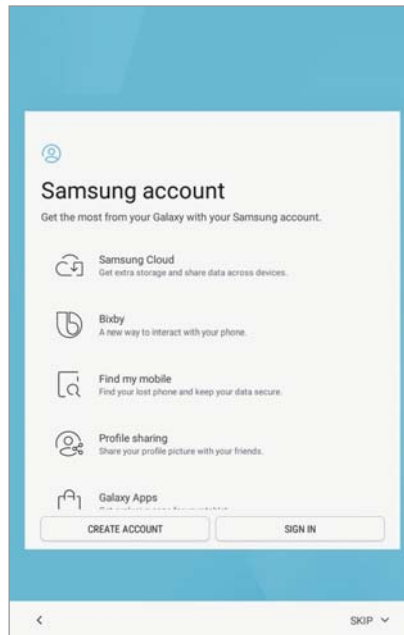 Samsung account
Get the most from your Galaxy with your Samsung account.
Samsung Cloud
Get extra storage and share data across devices.
Bixby
A new way to interact with your phone.
Find my mobile
Find your lost phone and keep your data secure.
Profile sharing
Share your profile picture with your friends.
Galaxy Apps
CREATE ACCOUNT
SIGN IN
SKIP